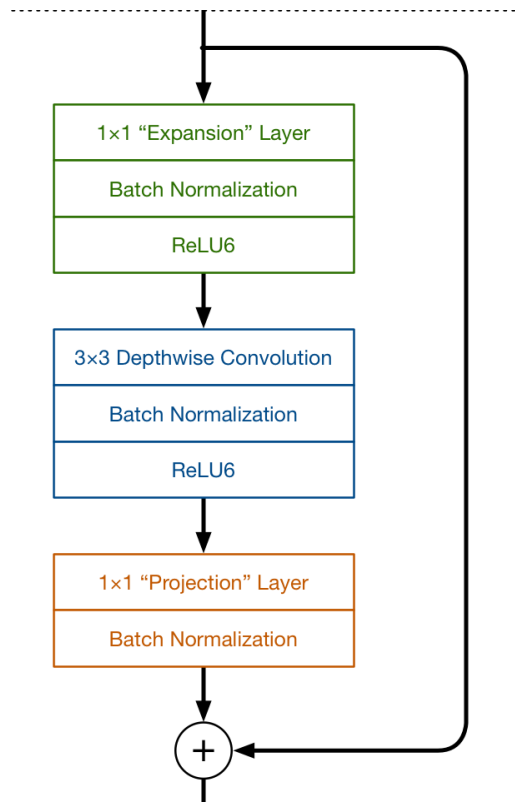 1×1 “Expansion” Layer
Batch Normalization
ReLU6
3×3 Depthwise Convolution
Batch Normalization
ReLU6
1×1 “Projection” Layer
Batch Normalization
+